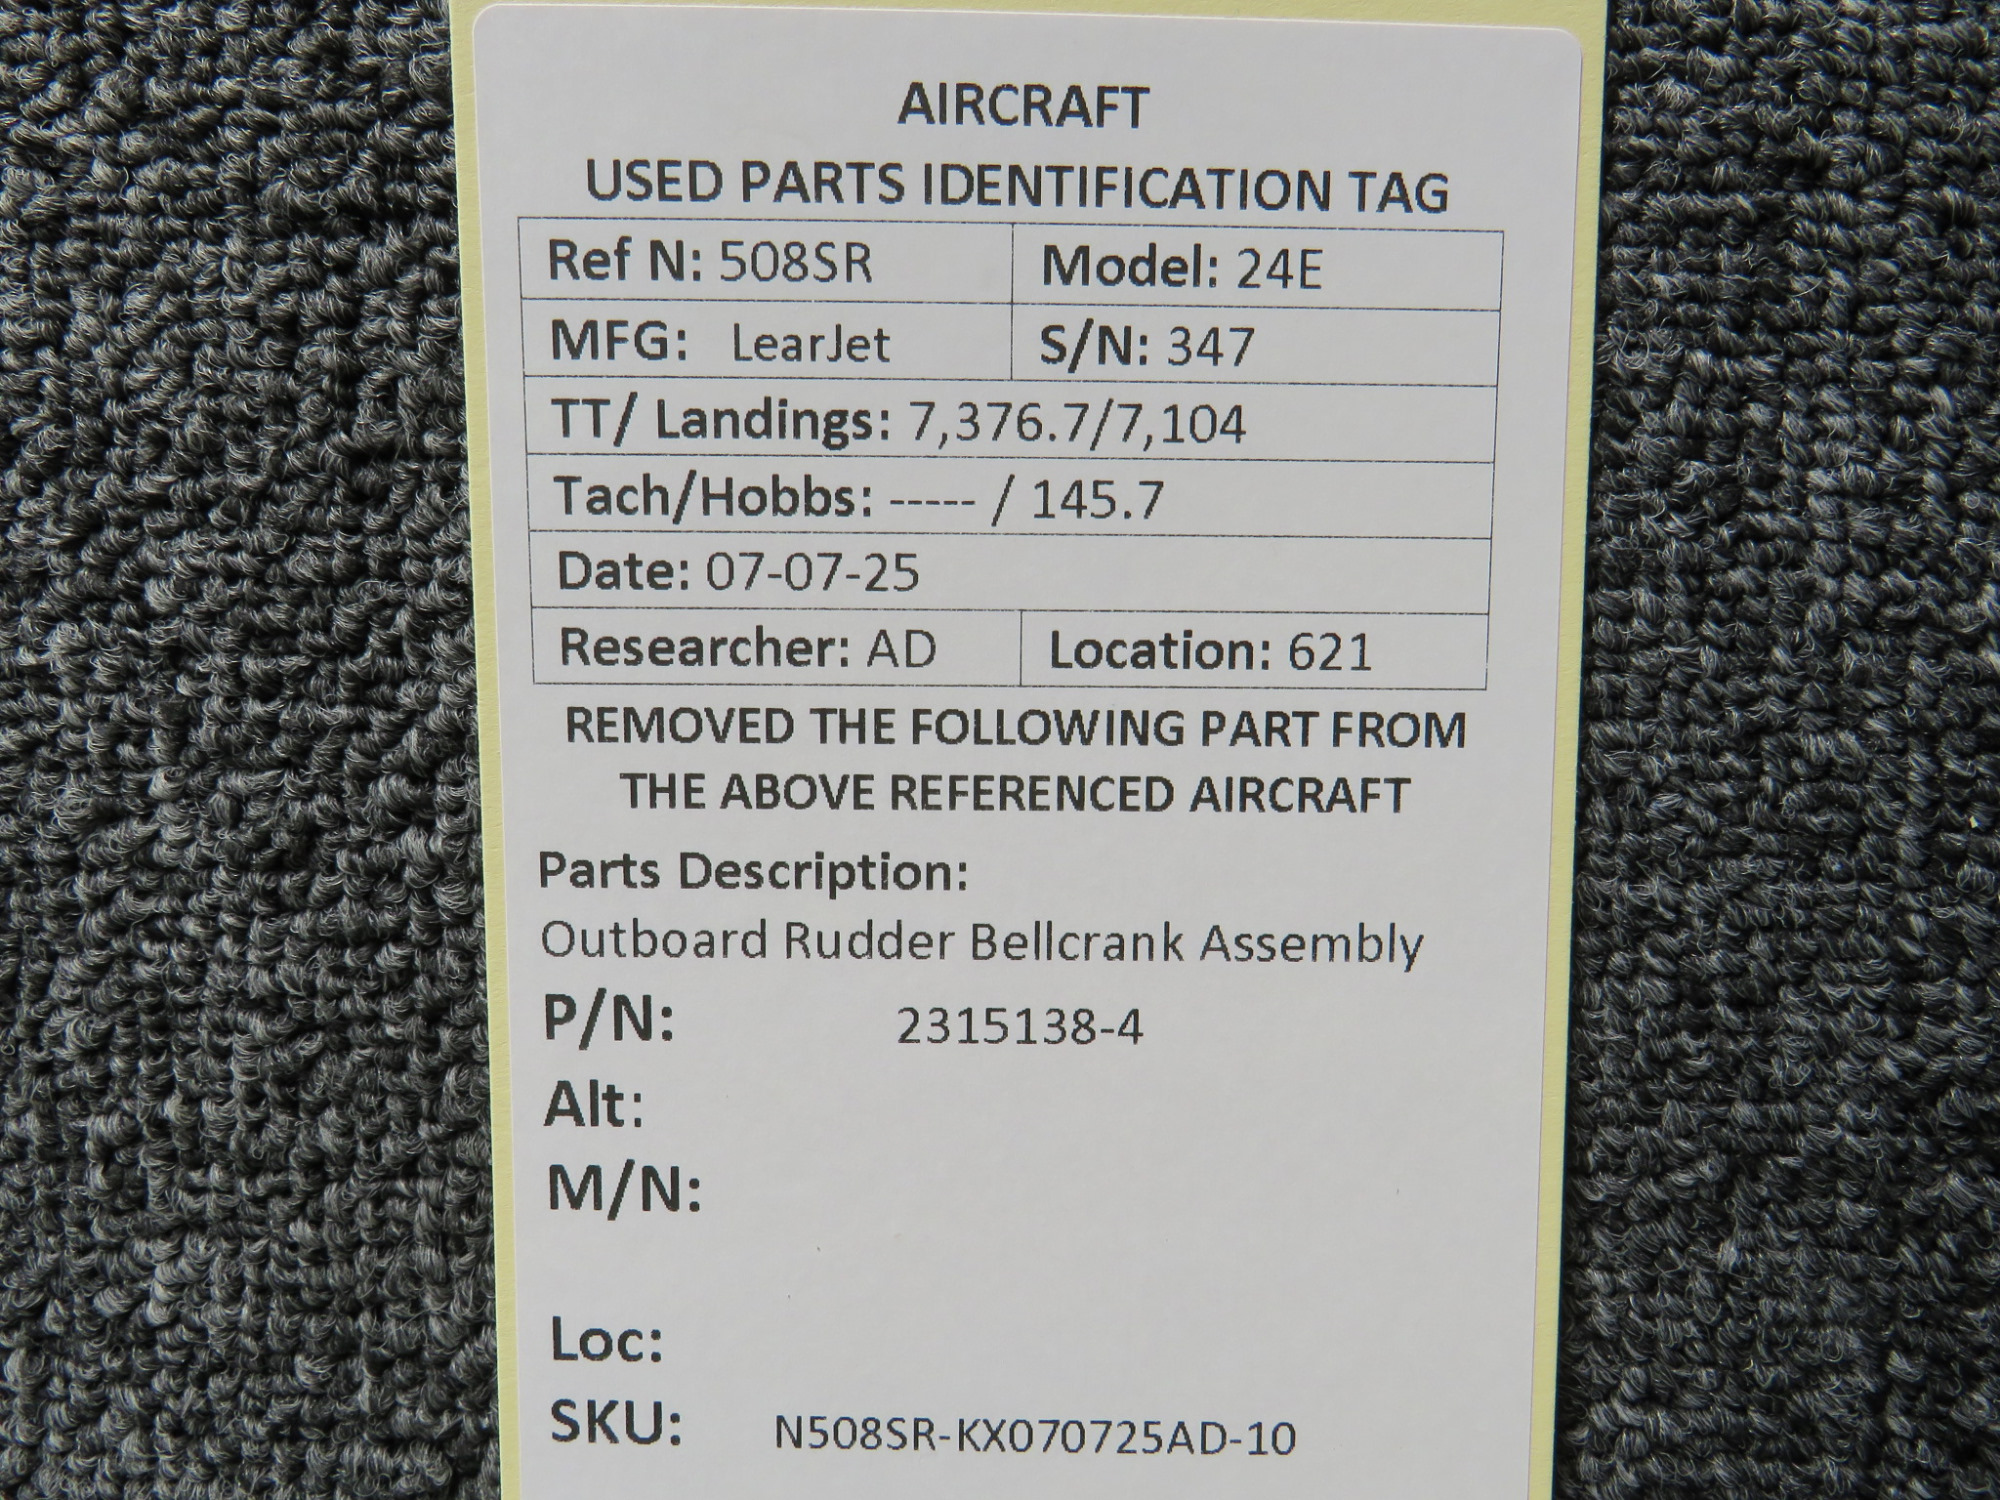 AIRCRAFT
USED PARTS IDENTIFICATION TAG
Ref N: 508SR Model: 24E
MFG: LearJet S/N: 347
TT/ Landings: 7,376.7/7,104
Tach/Hobbs: ----- / 145.7
Date: 07-07-25
Researcher: AD Location: 621
REMOVED THE FOLLOWING PART FROM
THE ABOVE REFERENCED AIRCRAFT
Parts Description:
Outboard Rudder Bellcrank Assembly
P/N: 2315138-4
Alt:
M/N:
Loc:
SKU: N508SR-KX070725AD-10